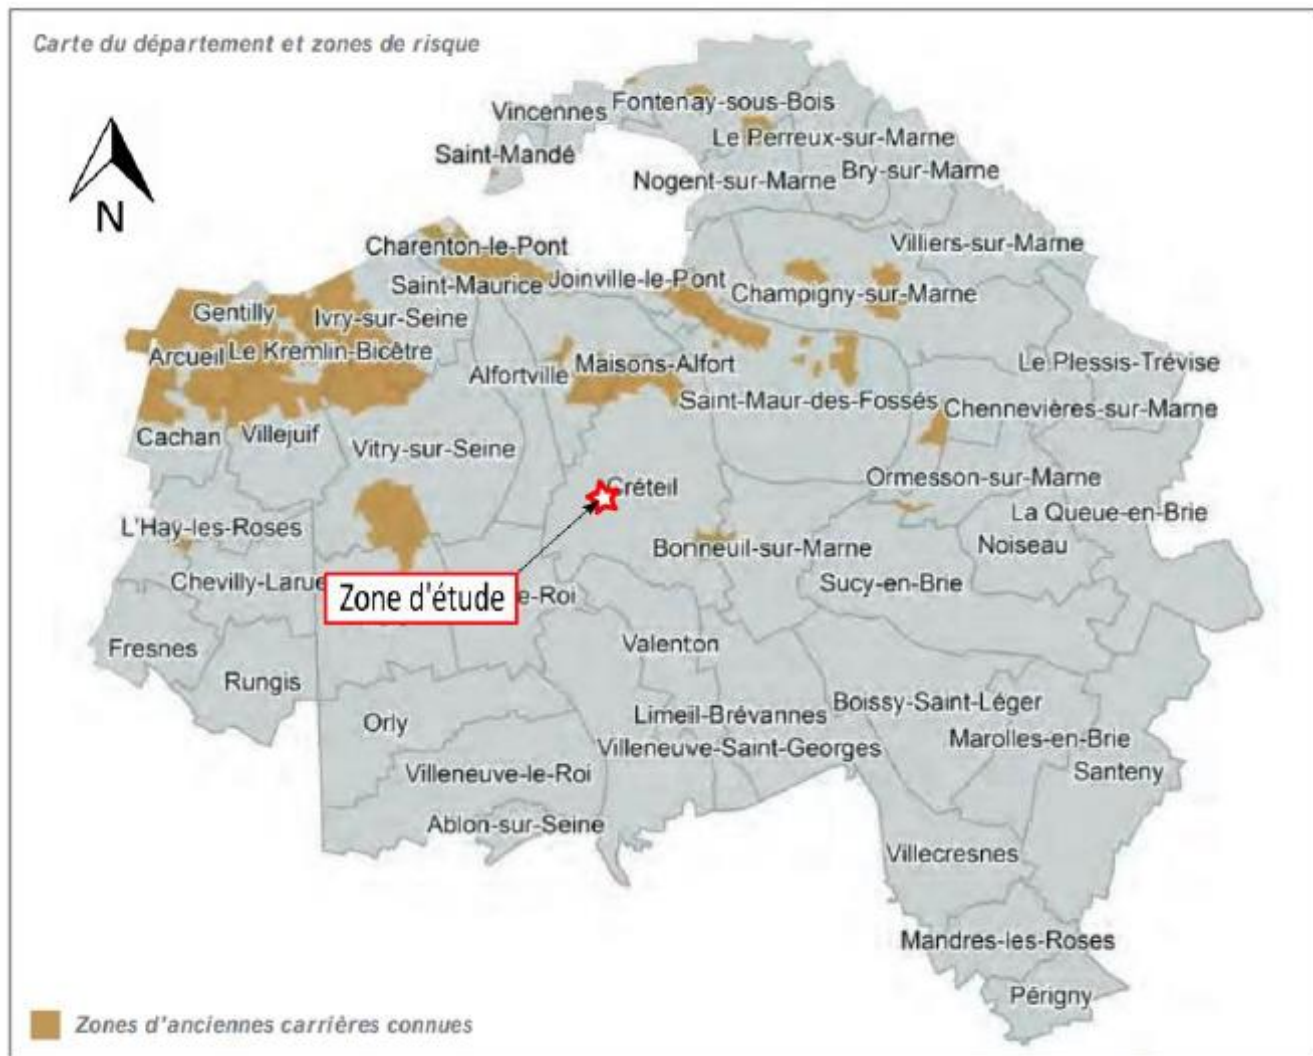 Carte du département et zones de risque
N
Vincennes
Fontenay-sous-Bois
Le Perreux-sur-Marne
Saint-Mandé
Nogent-sur-Marne
Bry-sur-Marne
Charenton-le-Pont
Villiers-sur-Marne
Saint-Maurice
Joinville-le-Pont
Champigny-sur-Marne
Gentilly
Ivry-sur-Seine
Arcueil
Le Kremlin-Bicêtre
Alfortville
Maisons-Alfort
Le Plessis-Trévise
Saint-Maur-des-Fossés
Chennevières-sur-Marne
Cachan
Villejuif
Vitry-sur-Seine
Ormesson-sur-Marne
Créteil
La Queue-en-Brie
L'Hay-les-Roses
Bonneuil-sur-Marne
Noiseau
Chevilly-Larue
Sucy-en-Brie
Zone d'étude
e-Roi
Fresnes
Valenton
Rungis
Orly
Limeil-Brévannes
Boissy-Saint-Léger
Villeneuve-Saint-Georges
Marolles-en-Brie
Santeny
Villeneuve-le-Roi
Ablon-sur-Seine
Villecresnes
Mandres-les-Roses
Périgny
Zones d'anciennes carrières connues